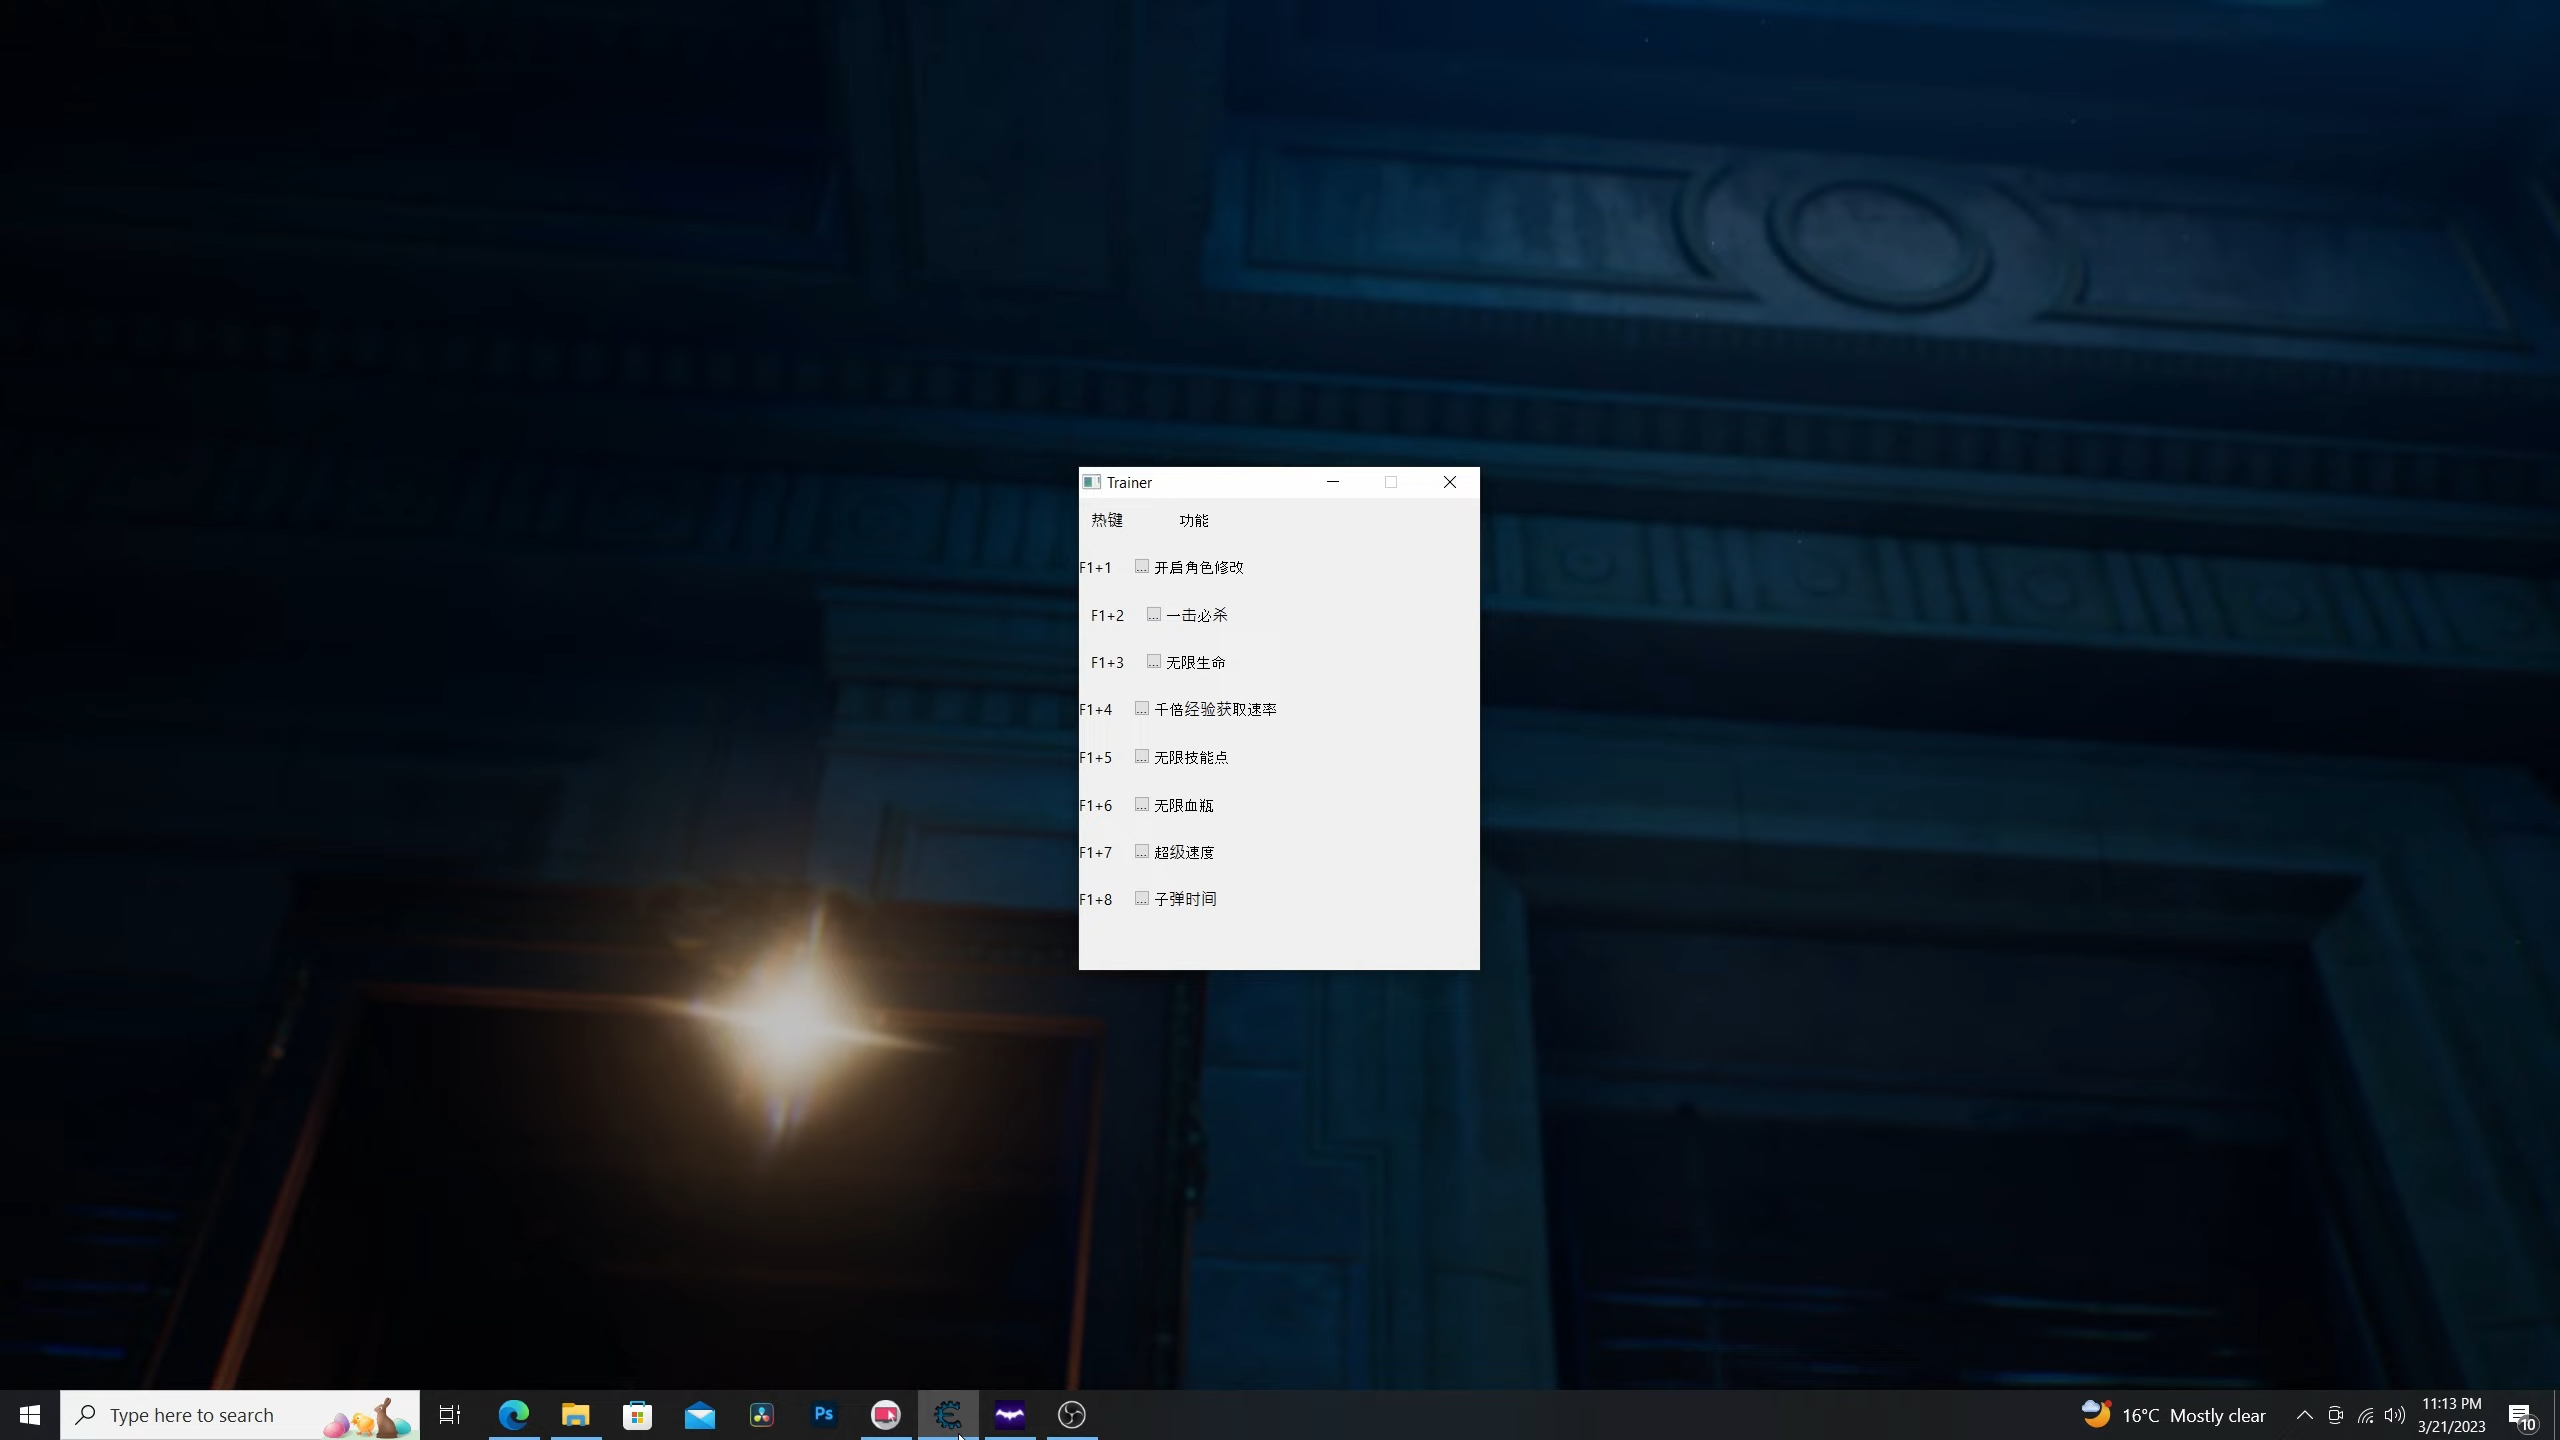 Trainer
热键 功能
F1+1 ... 开启角色修改
F1+2 ... 一击必杀
F1+3 ... 无限生命
F1+4 ... 千倍经验获取速率
F1+5 ... 无限技能点
F1+6 ... 无限血瓶
F1+7 ... 超级速度
F1+8 ... 子弹时间
Type here to search
Ps
16°C Mostly clear
11:13 PM
3/21/2023
10